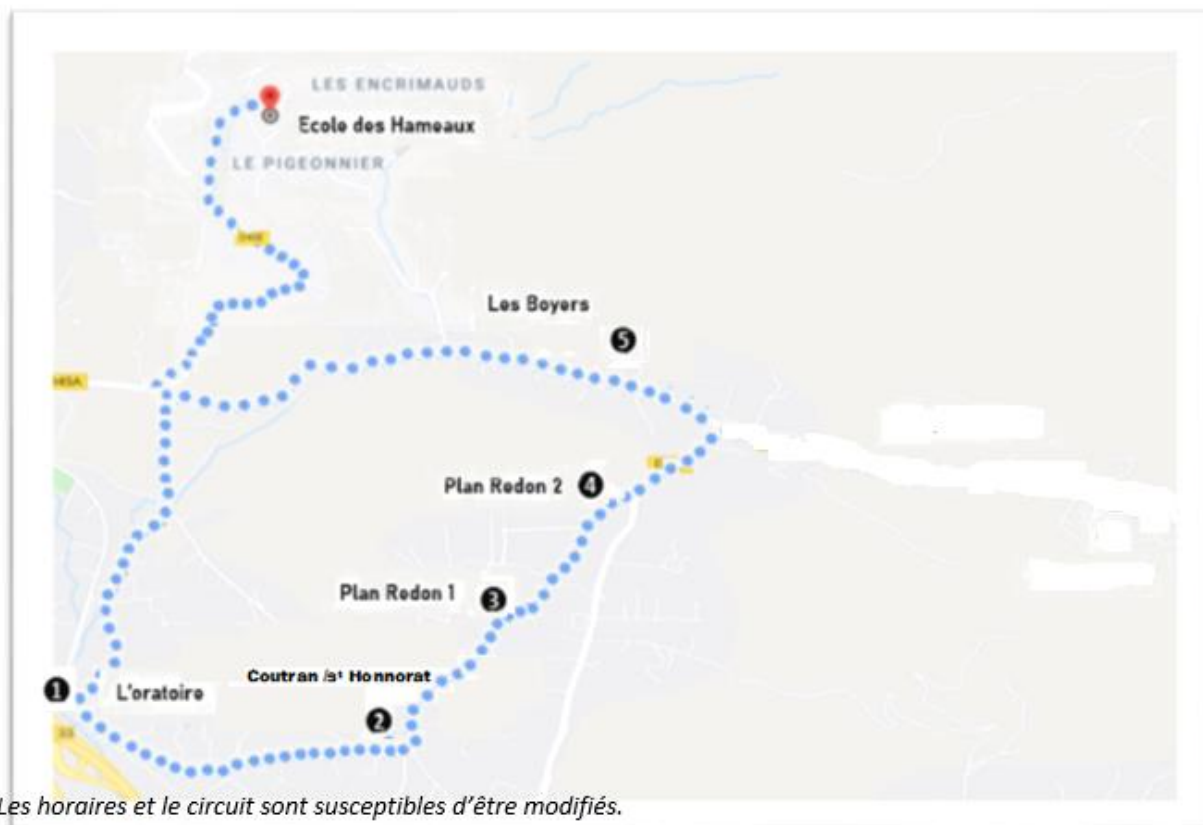 LES ENCRIMAUDS
Ecole des Hameaux
LE PIGEONNIER
Les Boyers
5
Plan Redon 2 4
Plan Redon 1 3
Coutran /st Honnorat
1 L'oratoire
2
Les horaires et le circuit sont susceptibles d'être modifiés.